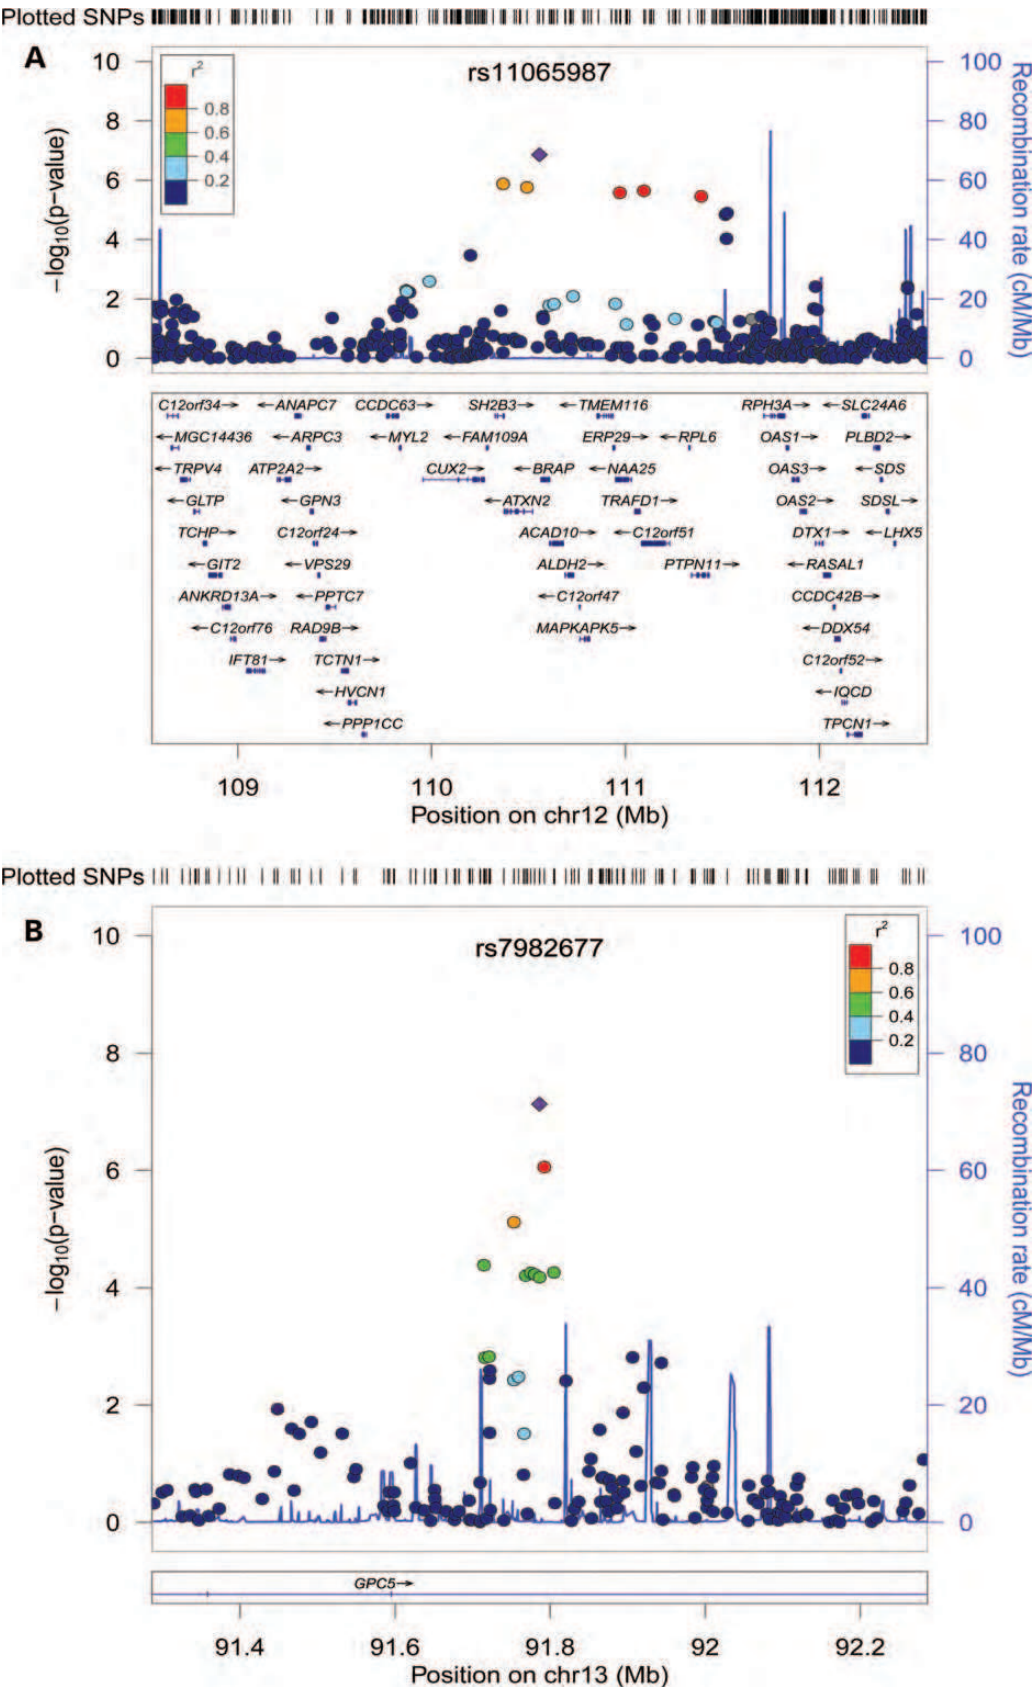 Plotted SNPs
A
rs11065987
r2
0.8
0.6
0.4
0.2
10
8
6
4
2
0
−log10(p−value)
100
80
60
40
20
0
Recombination rate (cM/Mb)
C12orf34→ ←ANAPC7 CCDC63→ SH2B3→ ←TMEM116 RPH3A→ ←SLC24A6
←MGC14436 ←ARPC3 ←MYL2 ←FAM109A ERP29→ ←RPL6 OAS1→ PLBD2→
←TRPV4 ATP2A2→ CUX2→ ←BRAP ←NAA25 OAS3→ ←SDS
←GLTP ←GPN3 ←ATXN2 TRAFD1→ OAS2→ SDSL→
TCHP→ C12orf24→ ACAD10→ ←C12orf51 DTX1→ ←LHX5
←GIT2 ←VPS29 ALDH2→ PTPN11→ ←RASAL1
ANKRD13A→ ←PPTC7 ←C12orf47 CCDC42B→
←C12orf76 RAD9B→ MAPKAPK5→ ←DDX54
IFT81→ TCTN1→ C12orf52→
←HVCN1 ←IQCD
←PPP1CC TPCN1→
109 110 111 112
Position on chr12 (Mb)
Plotted SNPs
B
rs7982677
r2
0.8
0.6
0.4
0.2
10
8
6
4
2
0
−log10(p−value)
100
80
60
40
20
0
Recombination rate (cM/Mb)
GPC5→
91.4 91.6 91.8 92 92.2
Position on chr13 (Mb)